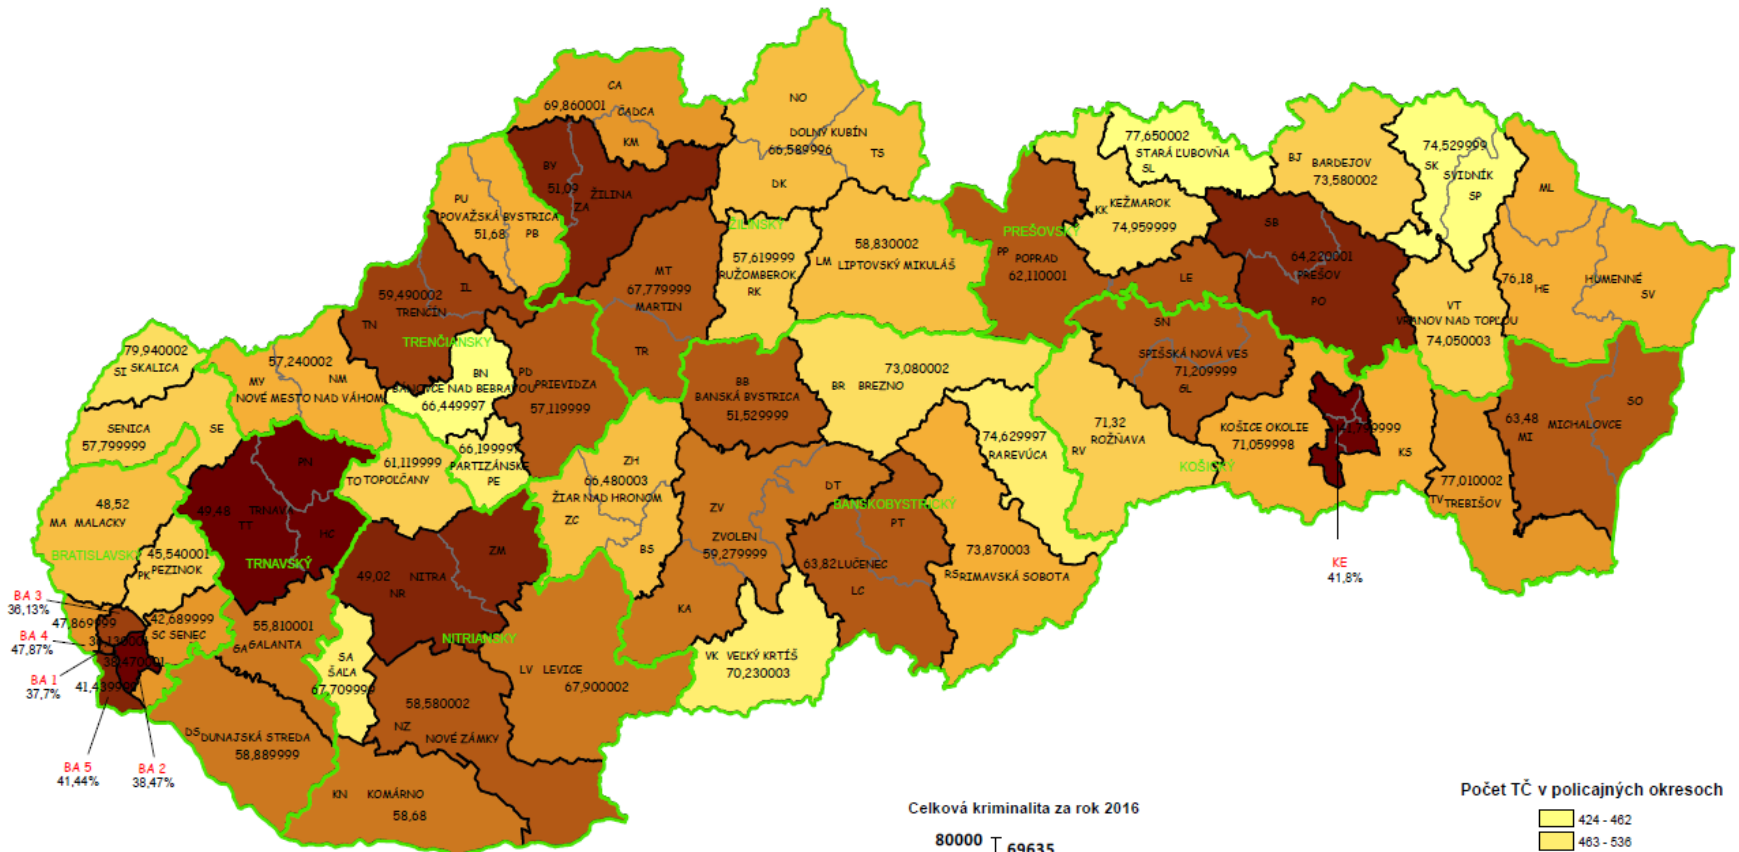 CA
69,860001
ČADCA
KM
NO
DOLNÝ KUBÍN
66,589996
TS
DK
BY
51,09
ZA
ŽILINA
PU
POVAŽSKÁ BYSTRICA
51,68
PB
ŽILINSKÝ
57,619999
RUŽOMBEROK
RK
58,830002
LM LIPTOVSKÝ MIKULÁŠ
MT
67,779999
MARTIN
TR
77,650002
STARÁ ĽUBOVŇA
SL
KK
KEŽMAROK
74,959999
PREŠOVSKÝ
PP POPRAD
62,110001
LE
BJ BARDEJOV
73,580002
74,529999
SK
SVIDNÍK
SP
ML
SB
64,220001
PREŠOV
PO
76,18
HE
HUMENNÉ
SV
VT
VRANOV NAD TOPĽOU
74,050003
IL
59,490002
TRENČÍN
TN
TRENČIANSKY
BN
BÁNOVCE NAD BEBRAVOU
66,449997
PD
PRIEVIDZA
57,119999
79,940002
SI SKALICA
57,240002
MY
NM
NOVÉ MESTO NAD VÁHOM
SENICA
57,799999
SE
66,199997
PARTIZÁNSKE
PE
61,119999
TO TOPOĽČANY
BB
BANSKÁ BYSTRICA
51,529999
73,080002
BR BREZNO
74,629997
RAREVÚCA
71,32
ROŽŇAVA
RV
SN
SPIŠSKÁ NOVÁ VES
71,209999
GL
KOŠICKÝ
KOŠICE OKOLIE
71,059998
KS
63,48
MI
MICHALOVCE
SO
77,010002
TV
TREBIŠOV
KE
41,8%
ZH
66,480003
ŽIAR NAD HRONOM
ZC
BS
ZV
DT
ZVOLEN
59,279999
KA
BANSKOBYSTRICKÝ
PT
63,82
LUČENEC
LC
73,870003
RS
RIMAVSKÁ SOBOTA
VK VEĽKÝ KRTÍŠ
70,230003
48,52
MA MALACKY
BRATISLAVSKÝ
45,540001
PEZINOK
PK
PN
49,48
TRNAVA
TT
HC
TRNAVSKÝ
ZM
49,02
NITRA
NR
NITRIANSKY
BA 3
36,13%
BA 4
47,87%
BA 1
37,7%
BA 5
41,44%
BA 2
38,47%
47,869999
38,470001
42,689999
SC SENEC
55,810001
GA
GALANTA
SA
ŠAĽA
67,709999
LV LEVICE
67,900002
58,580002
NZ
NOVÉ ZÁMKY
DS
DUNAJSKÁ STREDA
58,889999
KN KOMÁRNO
58,68
Celková kriminalita za rok 2016
80000
69635
Počet TČ v policajných okresoch
424 - 462
463 - 536